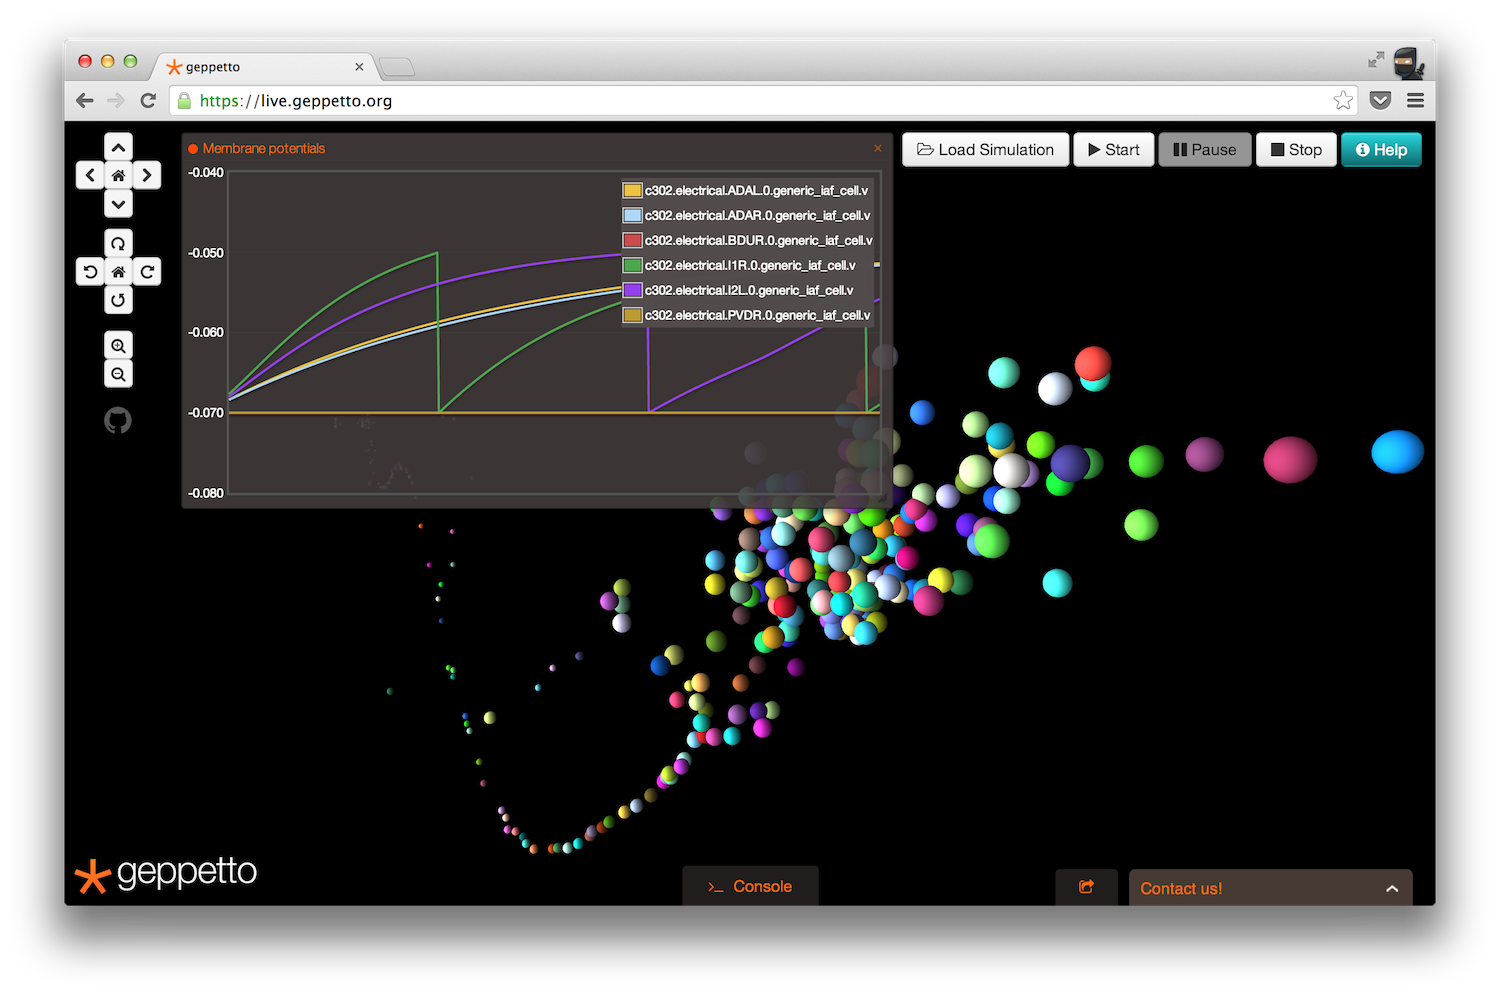 geppetto
https://live.geppetto.org
Membrane potentials
Load Simulation
Start
Pause
Stop
Help
-0.040
-0.050
-0.060
-0.070
-0.080
c302.electrical.ADAL.0.generic_iaf_cell.v
c302.electrical.ADAR.0.generic_iaf_cell.v
c302.electrical.BDUR.0.generic_iaf_cell.v
c302.electrical.I1R.0.generic_iaf_cell.v
c302.electrical.I2L.0.generic_iaf_cell.v
c302.electrical.PVDR.0.generic_iaf_cell.v
geppetto
>_ Console
Contact us!